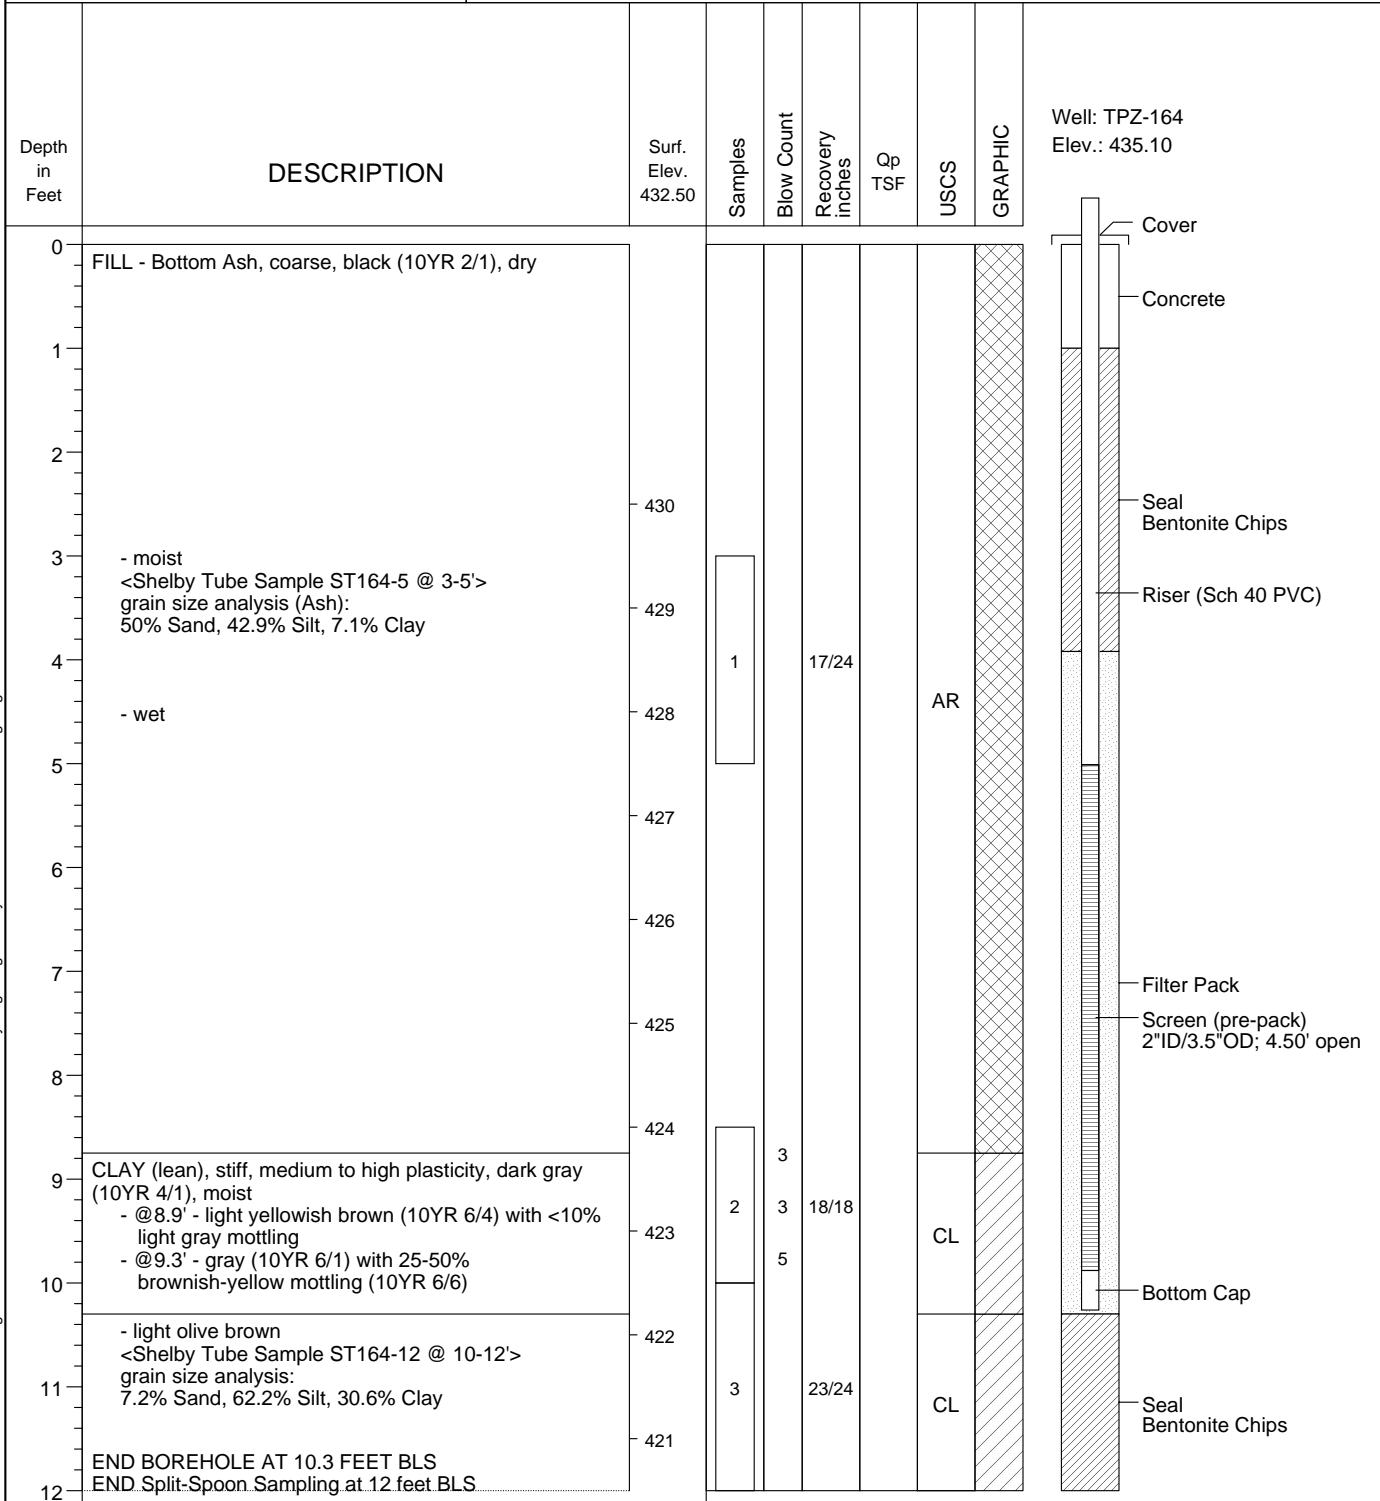 Depth
in
Feet
DESCRIPTION
Surf.
Elev.
432.50
Samples
Blow Count
Recovery
inches
Qp
TSF
USCS
GRAPHIC
Well: TPZ-164
Elev.: 435.10
Cover
0
FILL - Bottom Ash, coarse, black (10YR 2/1), dry
Concrete
1
2
430
Seal
Bentonite Chips
3
- moist
<Shelby Tube Sample ST164-5 @ 3-5'>
grain size analysis (Ash):
50% Sand, 42.9% Silt, 7.1% Clay
429
Riser (Sch 40 PVC)
4
1
17/24
- wet
428
AR
5
427
6
426
7
Filter Pack
425
Screen (pre-pack)
2"ID/3.5"OD; 4.50' open
8
424
3
9
CLAY (lean), stiff, medium to high plasticity, dark gray
(10YR 4/1), moist
- @8.9' - light yellowish brown (10YR 6/4) with <10%
light gray mottling
- @9.3' - gray (10YR 6/1) with 25-50%
brownish-yellow mottling (10YR 6/6)
2
3
18/18
423
CL
5
10
Bottom Cap
- light olive brown
<Shelby Tube Sample ST164-12 @ 10-12'>
grain size analysis:
7.2% Sand, 62.2% Silt, 30.6% Clay
422
11
3
23/24
CL
Seal
Bentonite Chips
421
END BOREHOLE AT 10.3 FEET BLS
END Split-Spoon Sampling at 12 feet BLS
12